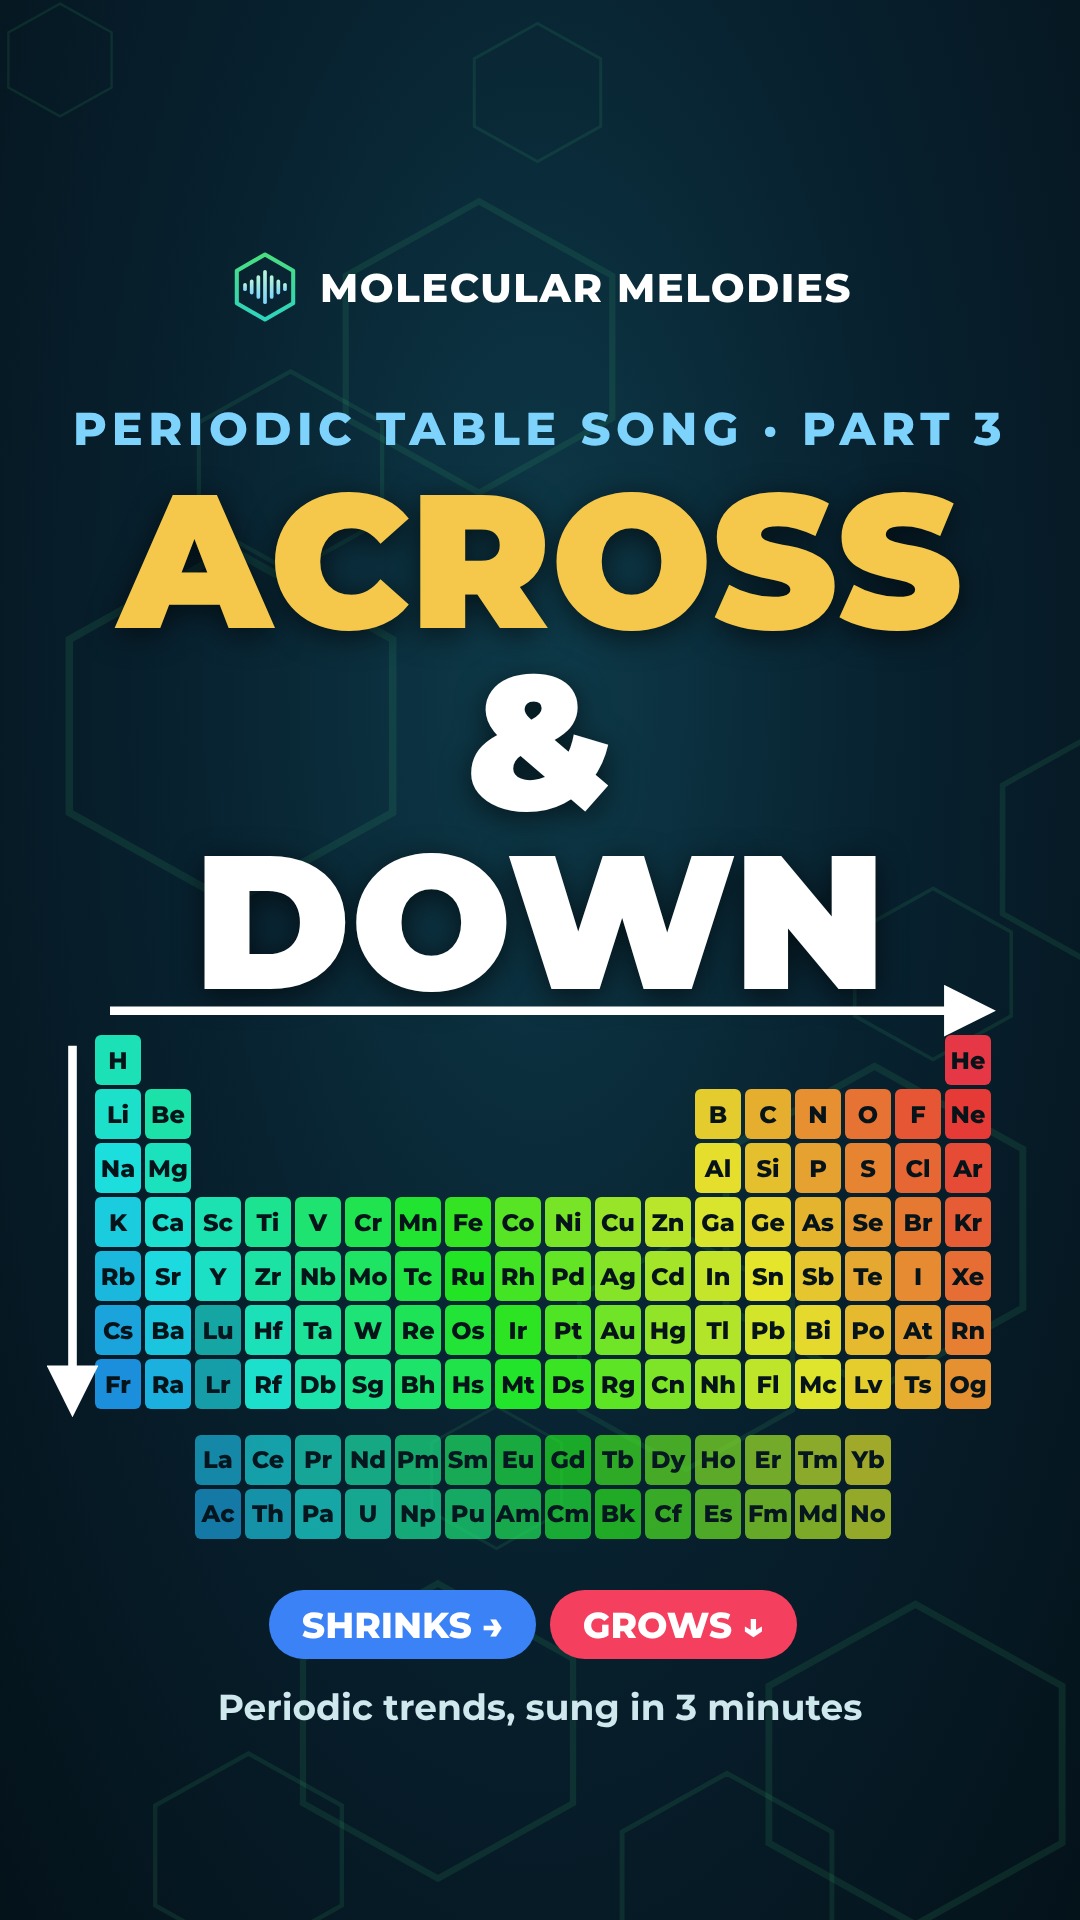 MOLECULAR MELODIES
PERIODIC TABLE SONG • PART 3
ACROSS
&
DOWN
H He
Li Be B C N O F Ne
Na Mg Al Si P S Cl Ar
K Ca Sc Ti V Cr Mn Fe Co Ni Cu Zn Ga Ge As Se Br Kr
Rb Sr Y Zr Nb Mo Tc Ru Rh Pd Ag Cd In Sn Sb Te I Xe
Cs Ba Lu Hf Ta W Re Os Ir Pt Au Hg Tl Pb Bi Po At Rn
Fr Ra Lr Rf Db Sg Bh Hs Mt Ds Rg Cn Nh Fl Mc Lv Ts Og
La Ce Pr Nd Pm Sm Eu Gd Tb Dy Ho Er Tm Yb
Ac Th Pa U Np Pu Am Cm Bk Cf Es Fm Md No
SHRINKS → GROWS ↓
Periodic trends, sung in 3 minutes